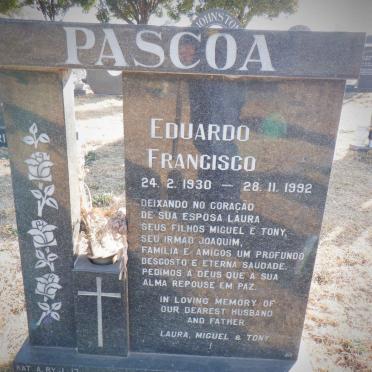 JOHNSTON
PASCOA
EDUARDO
FRANCISCO
24. 2. 1930 — 28. 11. 1992
DEIXANDO NO CORAÇAO
DE SUA ESPOSA LAURA
SEUS FILHOS MIGUEL E TONY,
SEU IRMAO JOAQUIM,
FAMILIA E AMIGOS UM PROFUNDO
DESGOSTO E ETERNA SAUDADE.
PEDIMOS A DEUS QUE A SUA
ALMA REPOUSE EM PAZ.
IN LOVING MEMORY OF
OUR DEAREST HUSBAND
AND FATHER
LAURA, MIGUEL & TONY